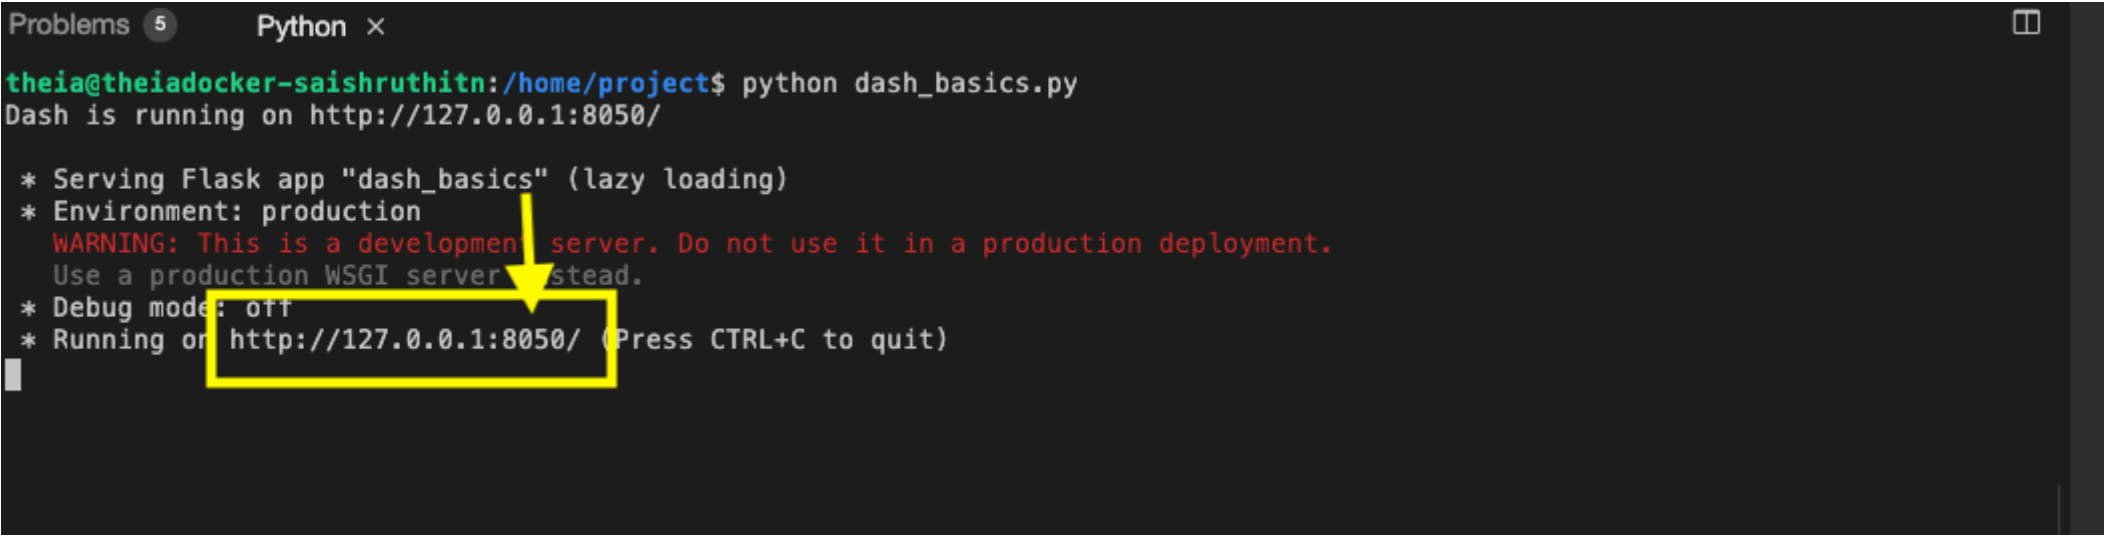 Problems 5 Python ×
theia@theiadocker-saishruthitn:/home/project$ python dash_basics.py
Dash is running on http://127.0.0.1:8050/
* Serving Flask app "dash_basics" (lazy loading)
* Environment: production
WARNING: This is a development server. Do not use it in a production deployment.
Use a production WSGI server instead.
* Debug mode: off
* Running on http://127.0.0.1:8050/ (Press CTRL+C to quit)